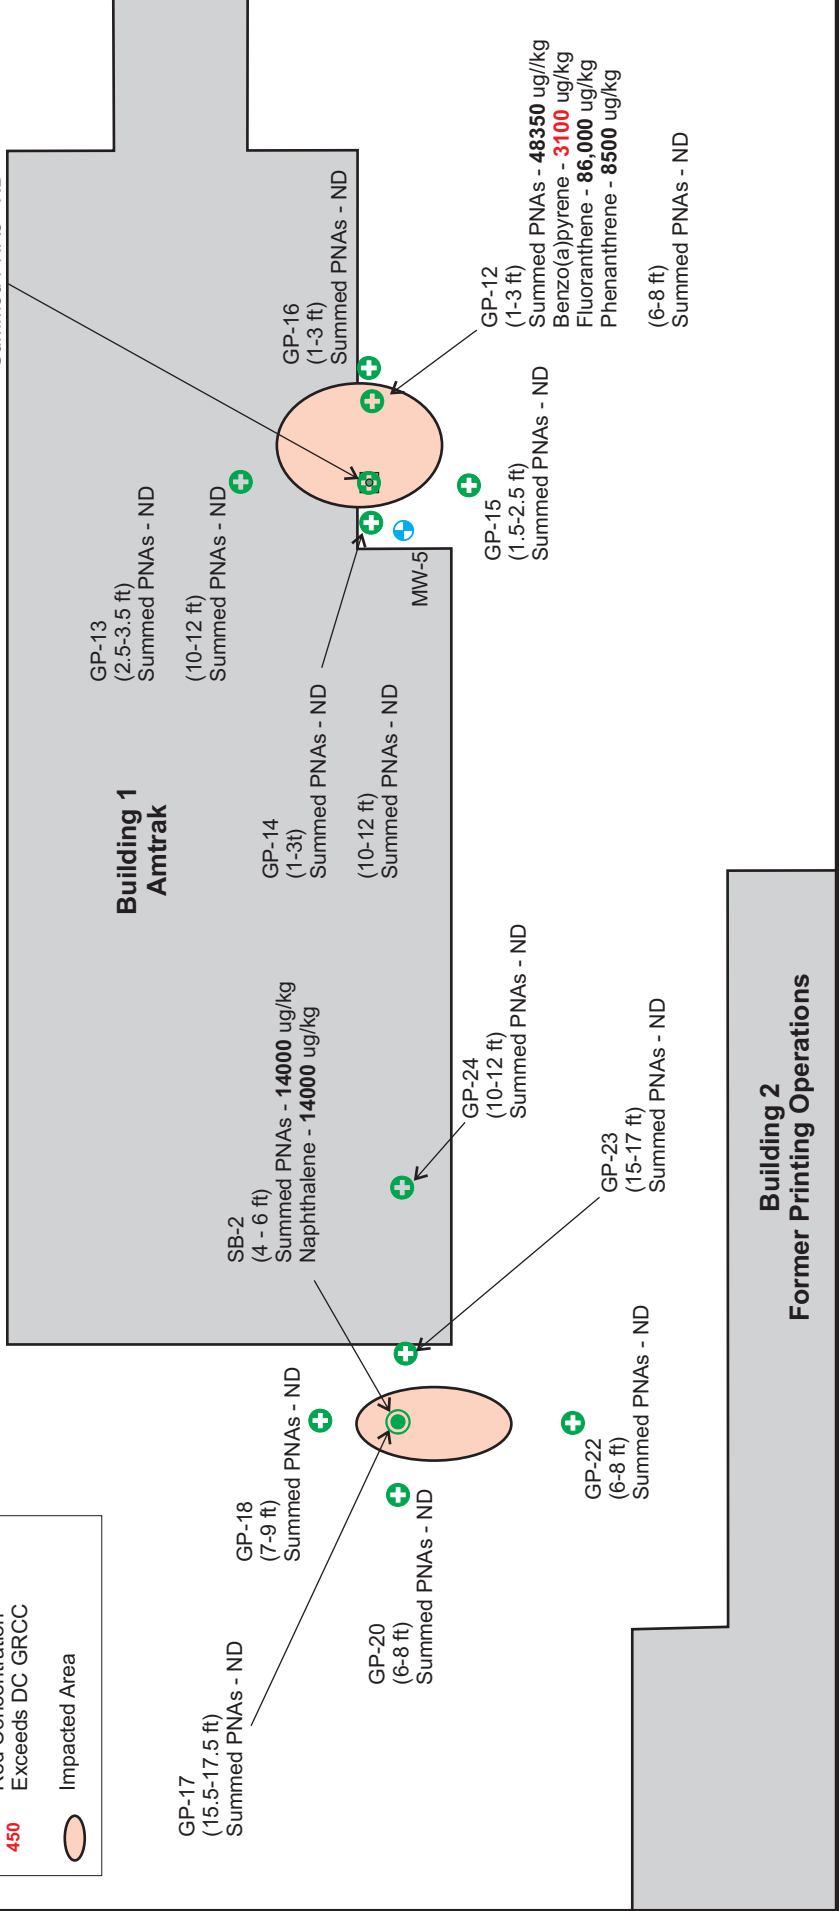 450
Exceeds DC GRCC
Impacted Area
GP-17
(15.5-17.5 ft)
Summed PNAs - ND
GP-18
(7-9 ft)
Summed PNAs - ND
GP-20
(6-8 ft)
Summed PNAs - ND
GP-22
(6-8 ft)
Summed PNAs - ND
SB-2
(4 - 6 ft)
Summed PNAs - 14000 ug/kg
Naphthalene - 14000 ug/kg
GP-24
(10-12 ft)
Summed PNAs - ND
GP-23
(15-17 ft)
Summed PNAs - ND
Building 1
Amtrak
Building 2
Former Printing Operations
GP-14
(1-3t)
Summed PNAs - ND
(10-12 ft)
Summed PNAs - ND
GP-13
(2.5-3.5 ft)
Summed PNAs - ND
(10-12 ft)
Summed PNAs - ND
MW-5
GP-15
(1.5-2.5 ft)
Summed PNAs - ND
GP-16
(1-3 ft)
Summed PNAs - ND
GP-12
(1-3 ft)
Summed PNAs - 48350 ug//kg
Benzo(a)pyrene - 3100 ug/kg
Fluoranthene - 86,000 ug/kg
Phenanthrene - 8500 ug/kg
(6-8 ft)
Summed PNAs - ND